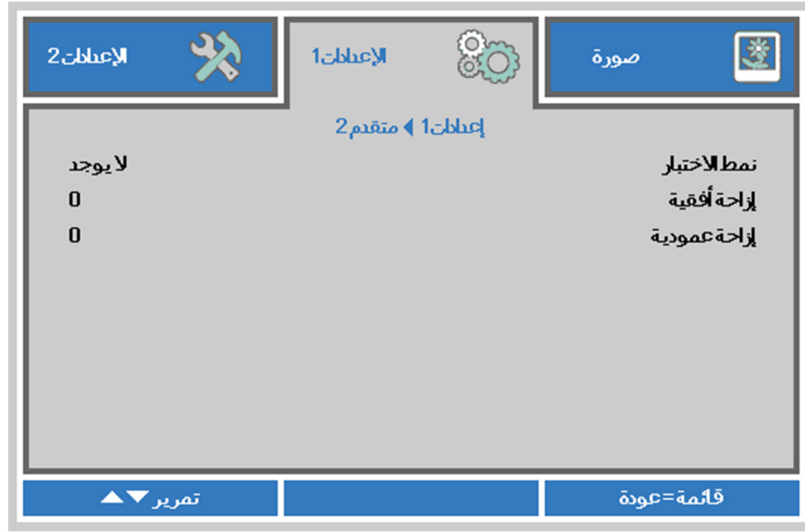 صورة
الإعدادات1
الإعدادات2
إعدادات1 ◀ متقدم2
نمط الاختبار لا يوجد
إزاحة أفقية 0
إزاحة عمودية 0
قائمة=عودة
تمرير ▼▲